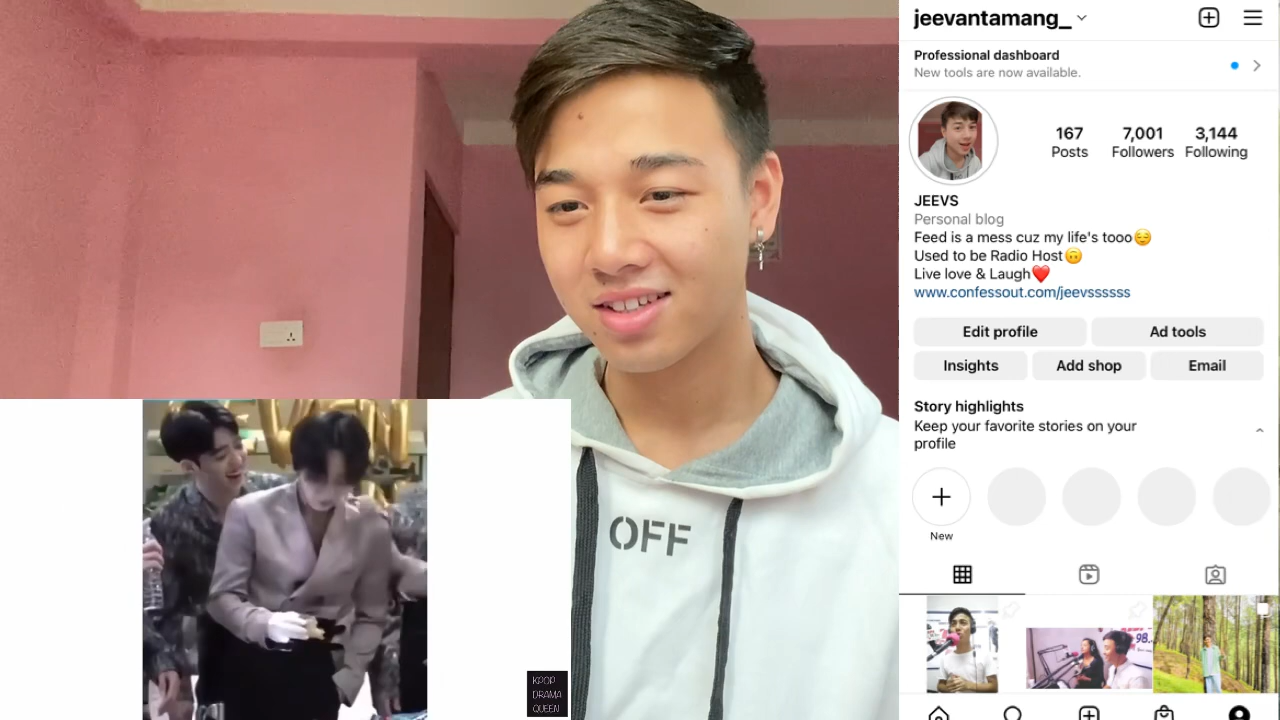 jeevantamang_
Professional dashboard
New tools are now available.
167
Posts
7,001
Followers
3,144
Following
JEEVS
Personal blog
Feed is a mess cuz my life's tooo😌
Used to be Radio Host🙃
Live love & Laugh❤️
www.confessout.com/jeevssssss
Edit profile
Ad tools
Insights
Add shop
Email
Story highlights
Keep your favorite stories on your
profile
New
98.
OFF
KPOP
DRAMA
QUEEN